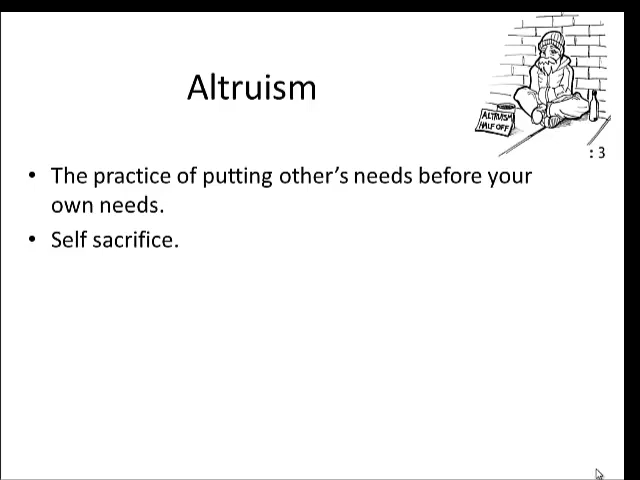 Altruism
ALTRUISM
HALF OFF
: 3
• The practice of putting other's needs before your
own needs.
• Self sacrifice.